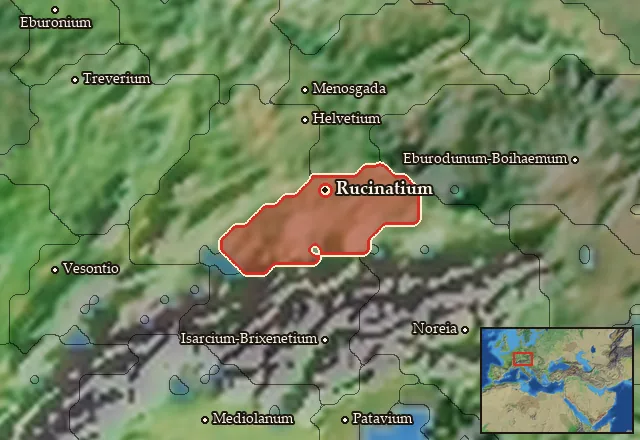 Eburonium
Treverium
Menosgada
Helvetium
Eburodunum-Boihaemum
Rucinatium
Vesontio
Noreia
Isarcium-Brixenetium
Mediolanum
Patavium